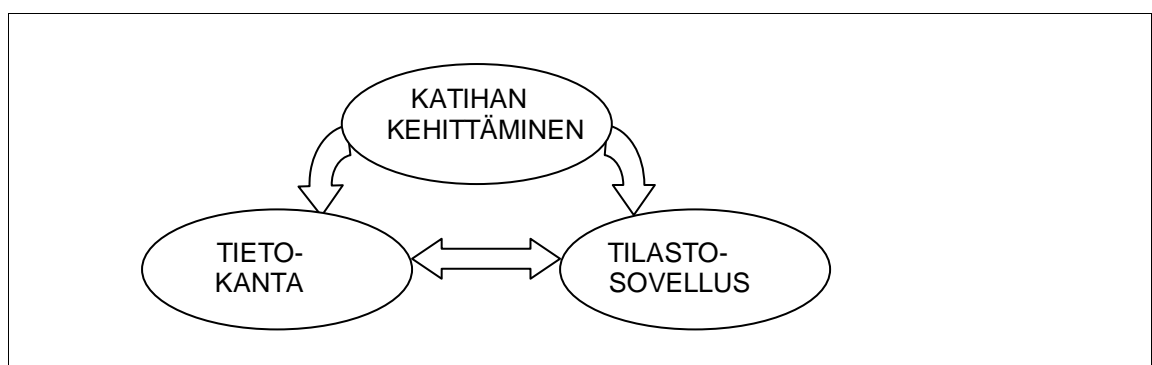 KATIHAN
KEHITTÄMINEN
TIETO-
KANTA
TILASTO-
SOVELLUS